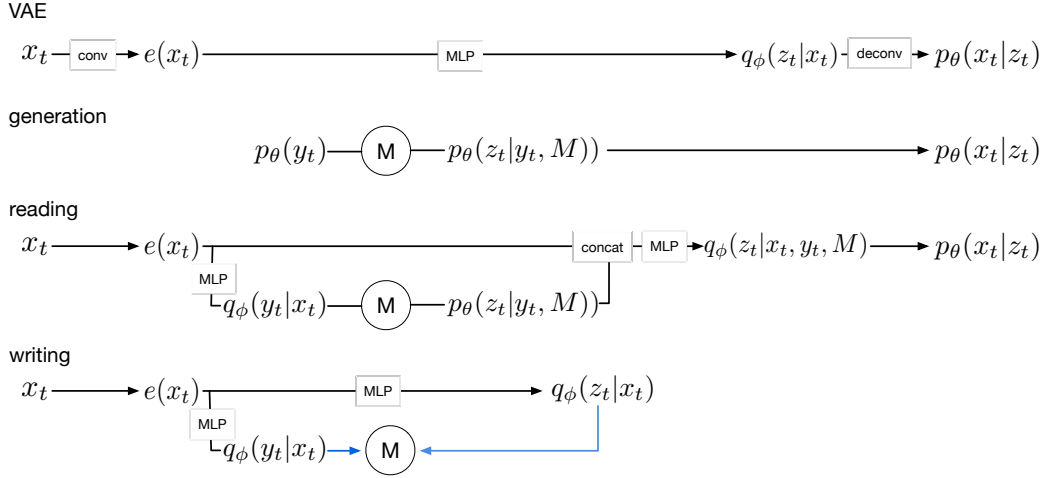 VAE
x_t conv e(x_t) MLP q_ϕ(z_t|x_t) deconv p_θ(x_t|z_t)
generation
p_θ(y_t) M p_θ(z_t|y_t, M)) p_θ(x_t|z_t)
reading
x_t e(x_t) concat MLP q_ϕ(z_t|x_t, y_t, M) p_θ(x_t|z_t)
MLP
q_ϕ(y_t|x_t) M p_θ(z_t|y_t, M))
writing
x_t e(x_t) MLP q_ϕ(z_t|x_t)
MLP
q_ϕ(y_t|x_t) M